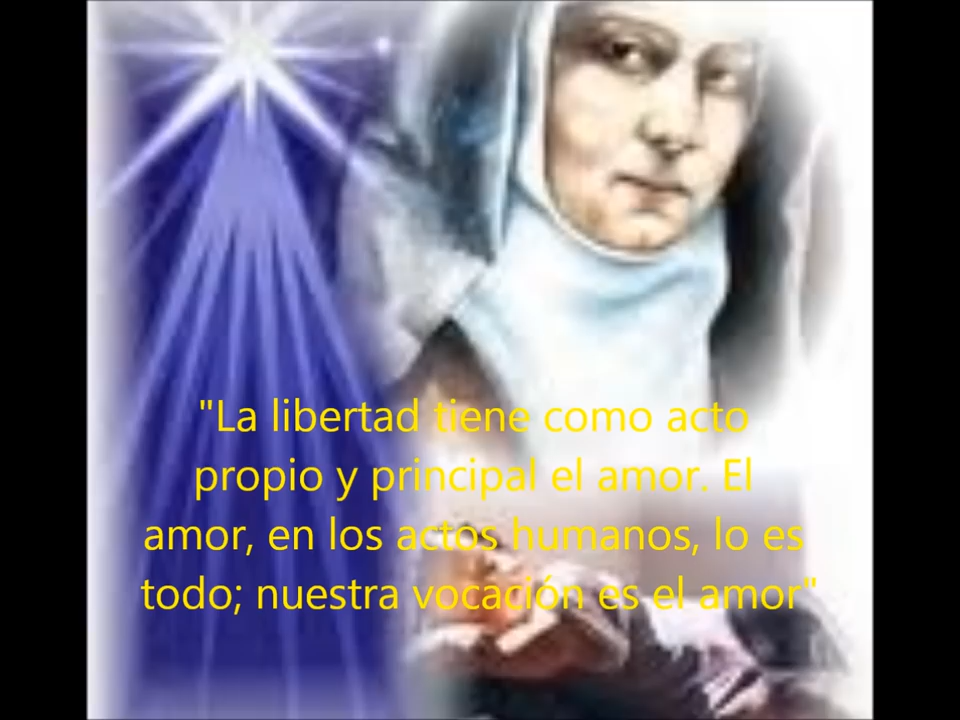 "La libertad tiene como acto
propio y principal el amor. El
amor, en los actos humanos, lo es
todo; nuestra vocación es el amor"